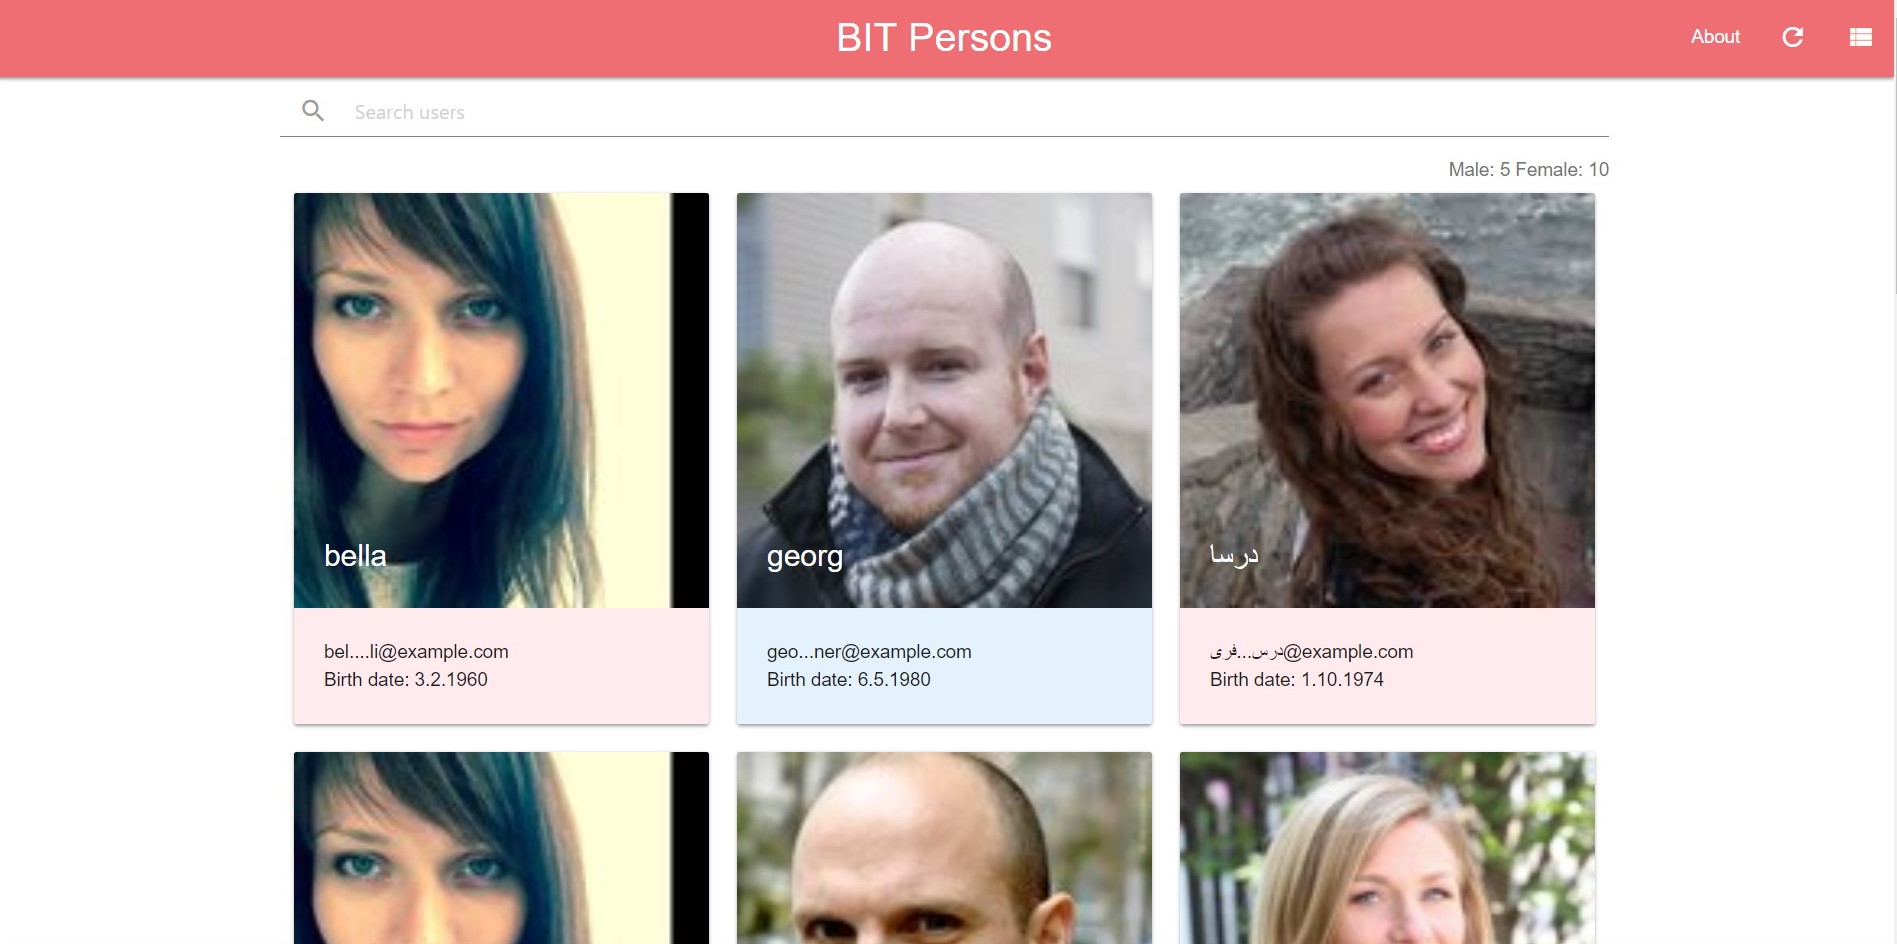 BIT Persons
About
Search users
Male: 5 Female: 10
bella
georg
درسا
bel....li@example.com
Birth date: 3.2.1960
geo...ner@example.com
Birth date: 6.5.1980
درس...فری@example.com
Birth date: 1.10.1974